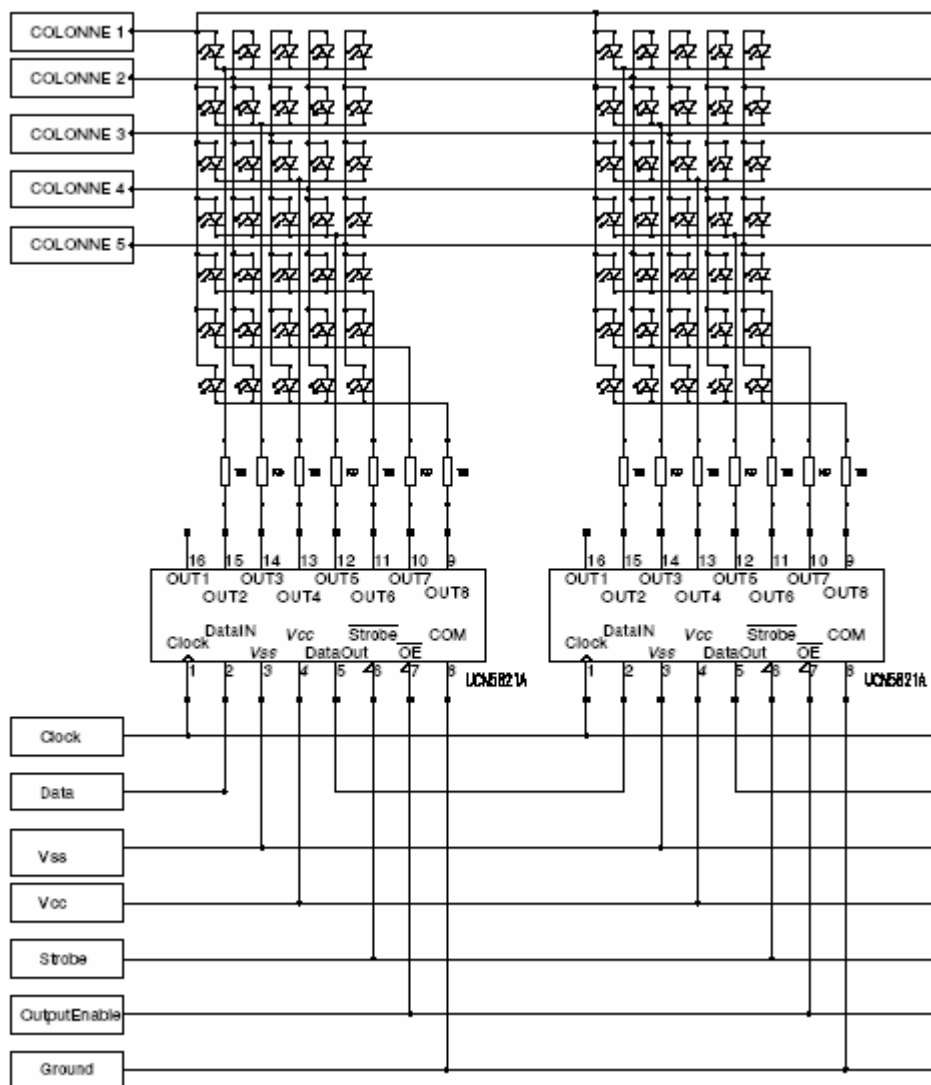 COLONNE 1
COLONNE 2
COLONNE 3
COLONNE 4
COLONNE 5
16 15 14 13 12 11 10 9
OUT1 OUT3 OUT5 OUT7
OUT2 OUT4 OUT6 OUT8
DataIN Vcc Strobe COM
Clock Vss DataOut OE
1 2 3 4 5 6 7 8
UCN5821A
16 15 14 13 12 11 10 9
OUT1 OUT3 OUT5 OUT7
OUT2 OUT4 OUT6 OUT8
DataIN Vcc Strobe COM
Clock Vss DataOut OE
1 2 3 4 5 6 7 8
UCN5821A
Clock
Data
Vss
Vcc
Strobe
OutputEnable
Ground